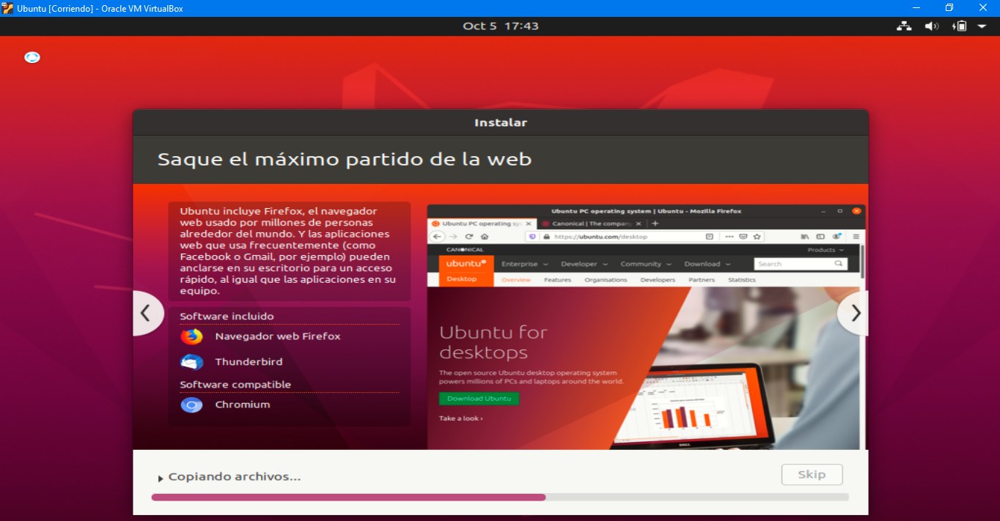 Ubuntu [Corriendo] - Oracle VM VirtualBox
Oct 5 17:43
Instalar
Saque el máximo partido de la web
Ubuntu incluye Firefox, el navegador
web usado por millones de personas
alrededor del mundo. Y las aplicaciones
web que usa frecuentemente (como
Facebook o Gmail, por ejemplo) pueden
anclarse en su escritorio para un acceso
rápido, al igual que las aplicaciones en su
equipo.
Software incluido
Navegador web Firefox
Thunderbird
Software compatible
Chromium
Ubuntu PC operating system | Ubuntu - Mozilla Firefox
Ubuntu PC operating sys
Canonical | The company
https://ubuntu.com/desktop
CANONICAL
Products
ubuntu
Enterprise
Developer
Community
Download
Search
Desktop
Overview
Features
Organisations
Developers
Partners
Statistics
Ubuntu for
desktops
The open source Ubuntu desktop operating system
powers millions of PCs and laptops around the world.
Download Ubuntu
Take a look ›
DELL
Copiando archivos...
Skip